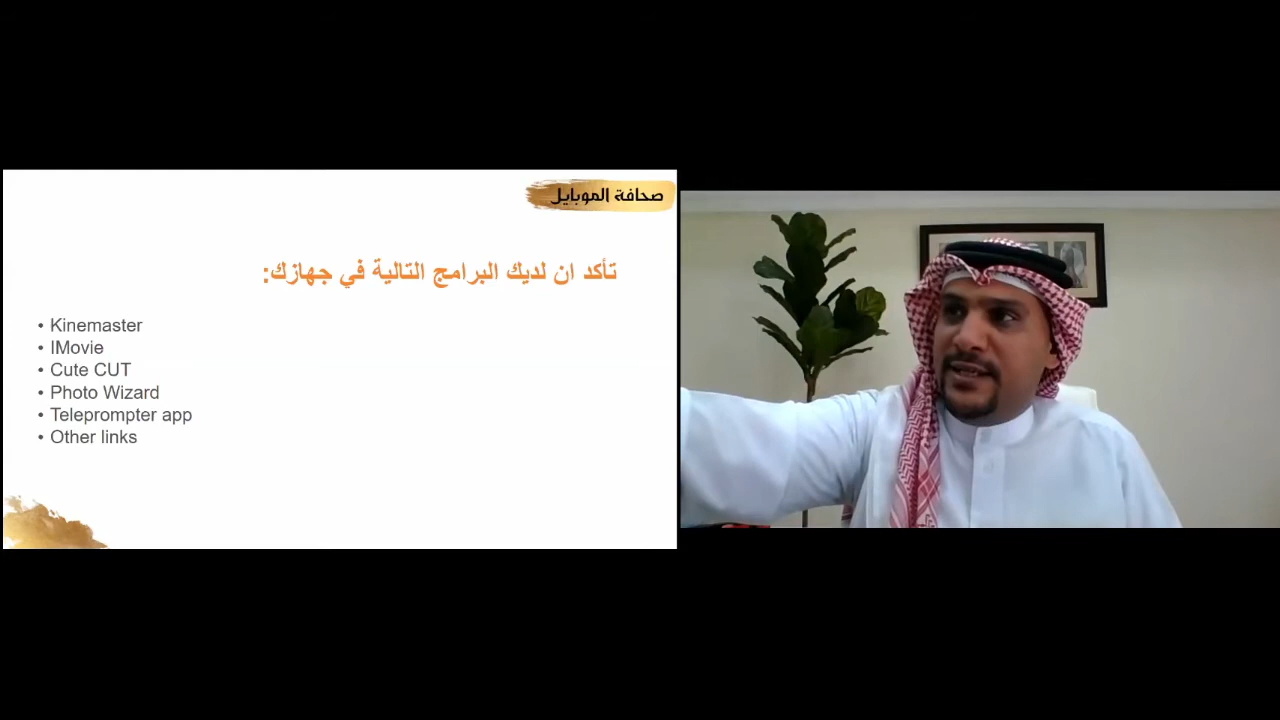 صحافة الموبايل
تأكد ان لديك البرامج التالية في جهازك:
• Kinemaster
• IMovie
• Cute CUT
• Photo Wizard
• Teleprompter app
• Other links